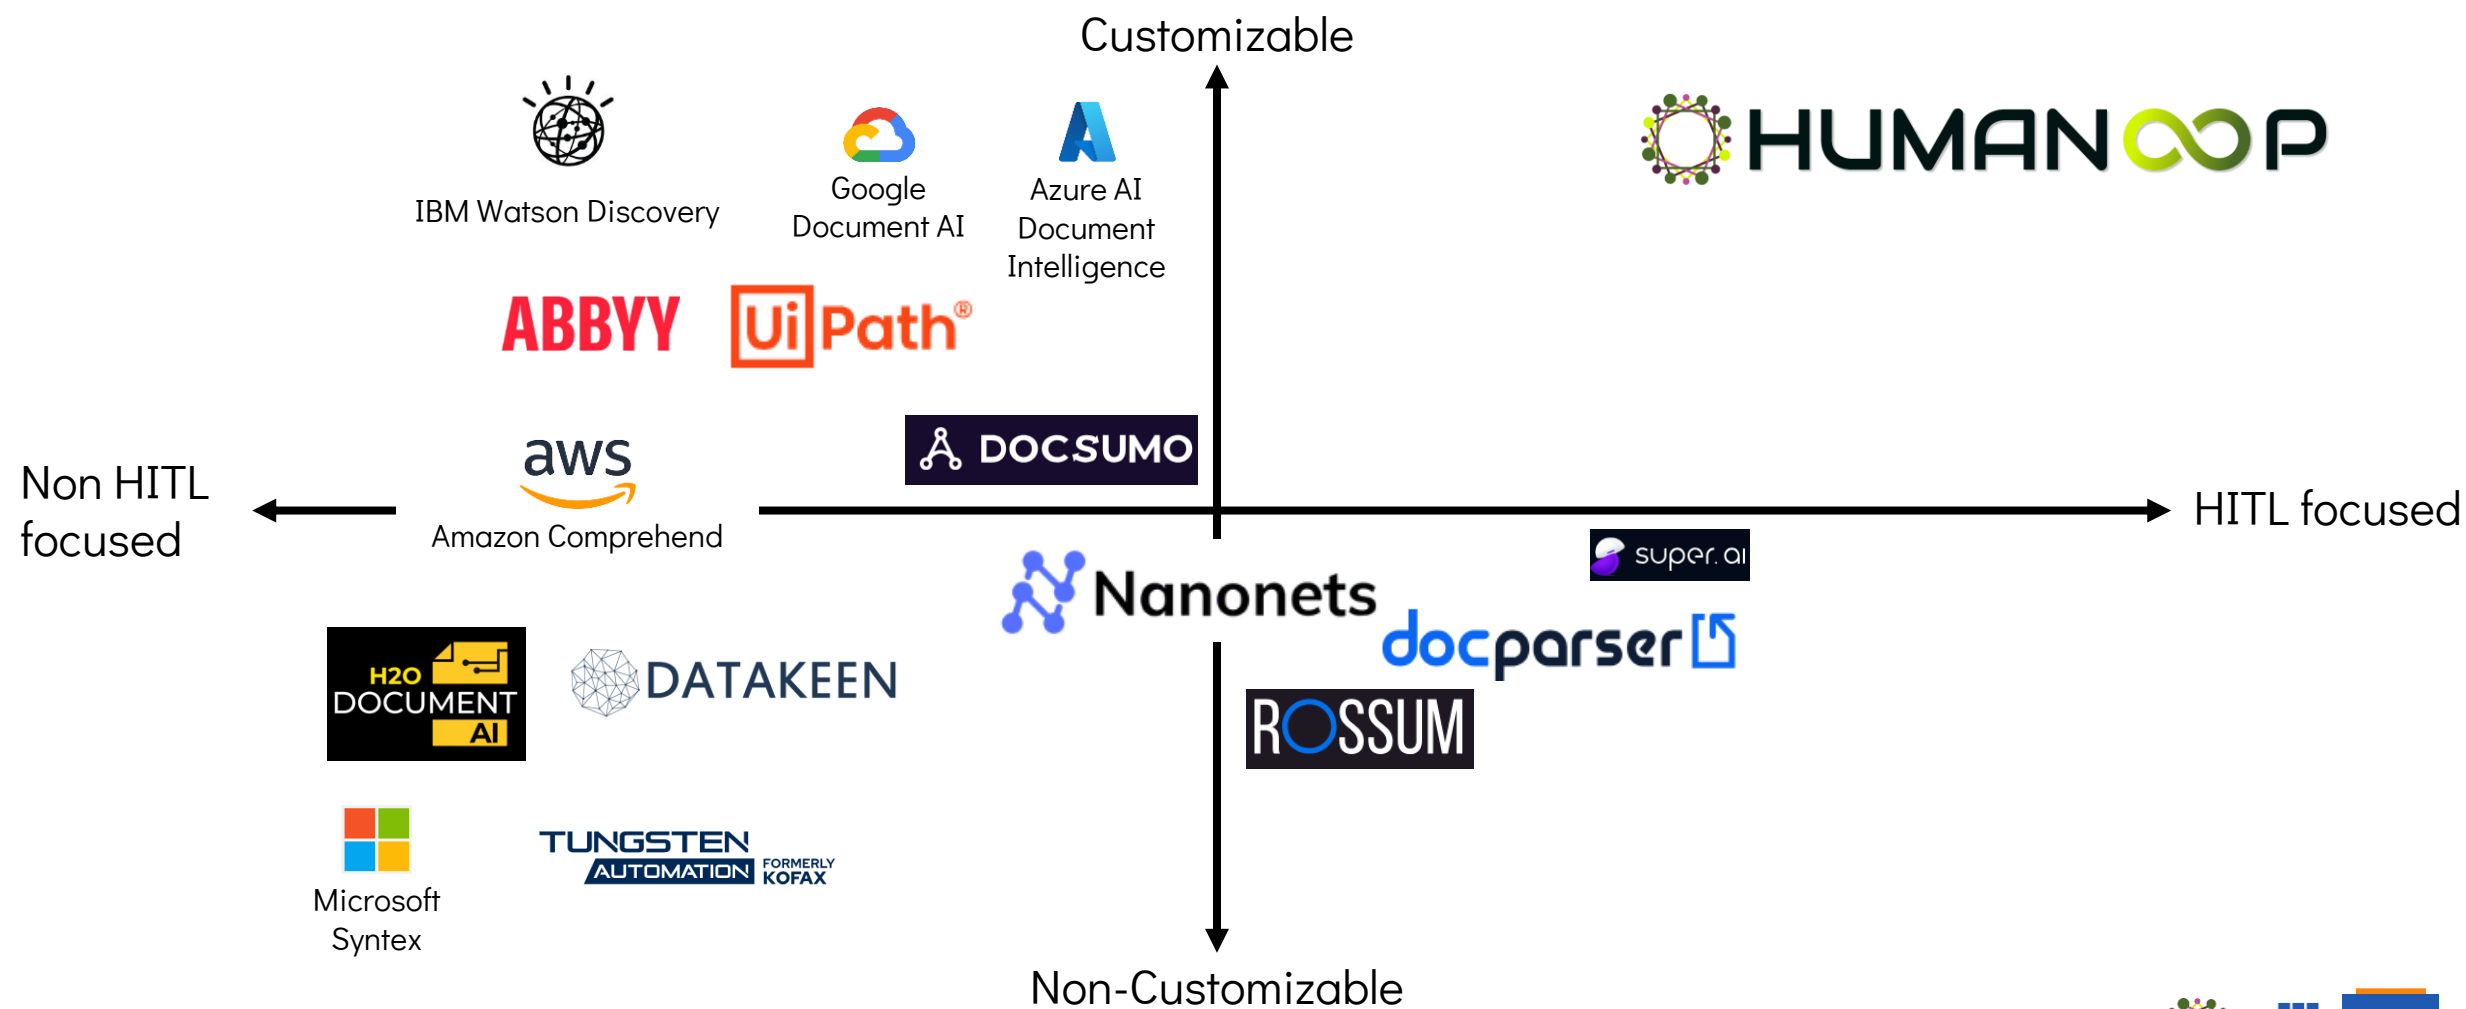 Customizable
HUMAN∞P
IBM Watson Discovery
Google
Document AI
Azure AI
Document
Intelligence
ABBYY
UiPath®
DOCSUMO
Non HITL
focused
aws
Amazon Comprehend
HITL focused
super.ai
Nanonets
docparser
H2O
DOCUMENT
AI
DATAKEEN
ROSSUM
Microsoft
Syntex
TUNGSTEN
AUTOMATION
FORMERLY
KOFAX
Non-Customizable